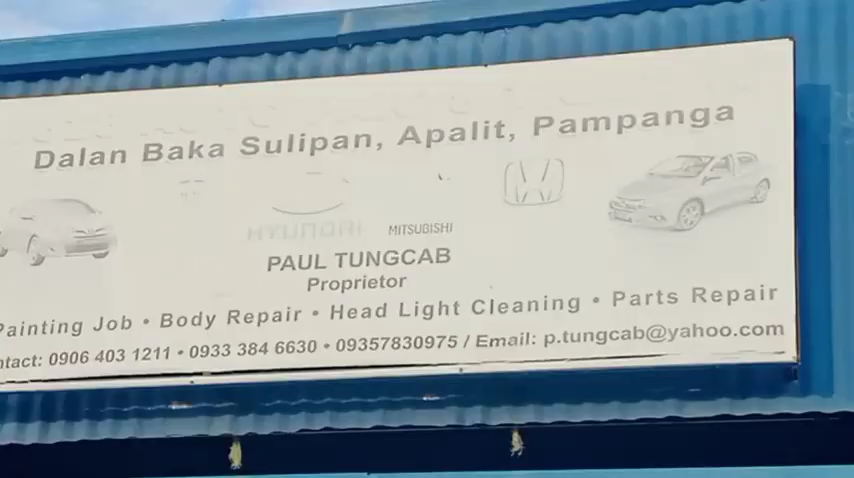 Dalan Baka Sulipan, Apalit, Pampanga
HYUNDAI MITSUBISHI
PAUL TUNGCAB
Proprietor
Painting Job • Body Repair • Head Light Cleaning • Parts Repair
ntact: 0906 403 1211 • 0933 384 6630 • 09357830975 / Email: p.tungcab@yahoo.com